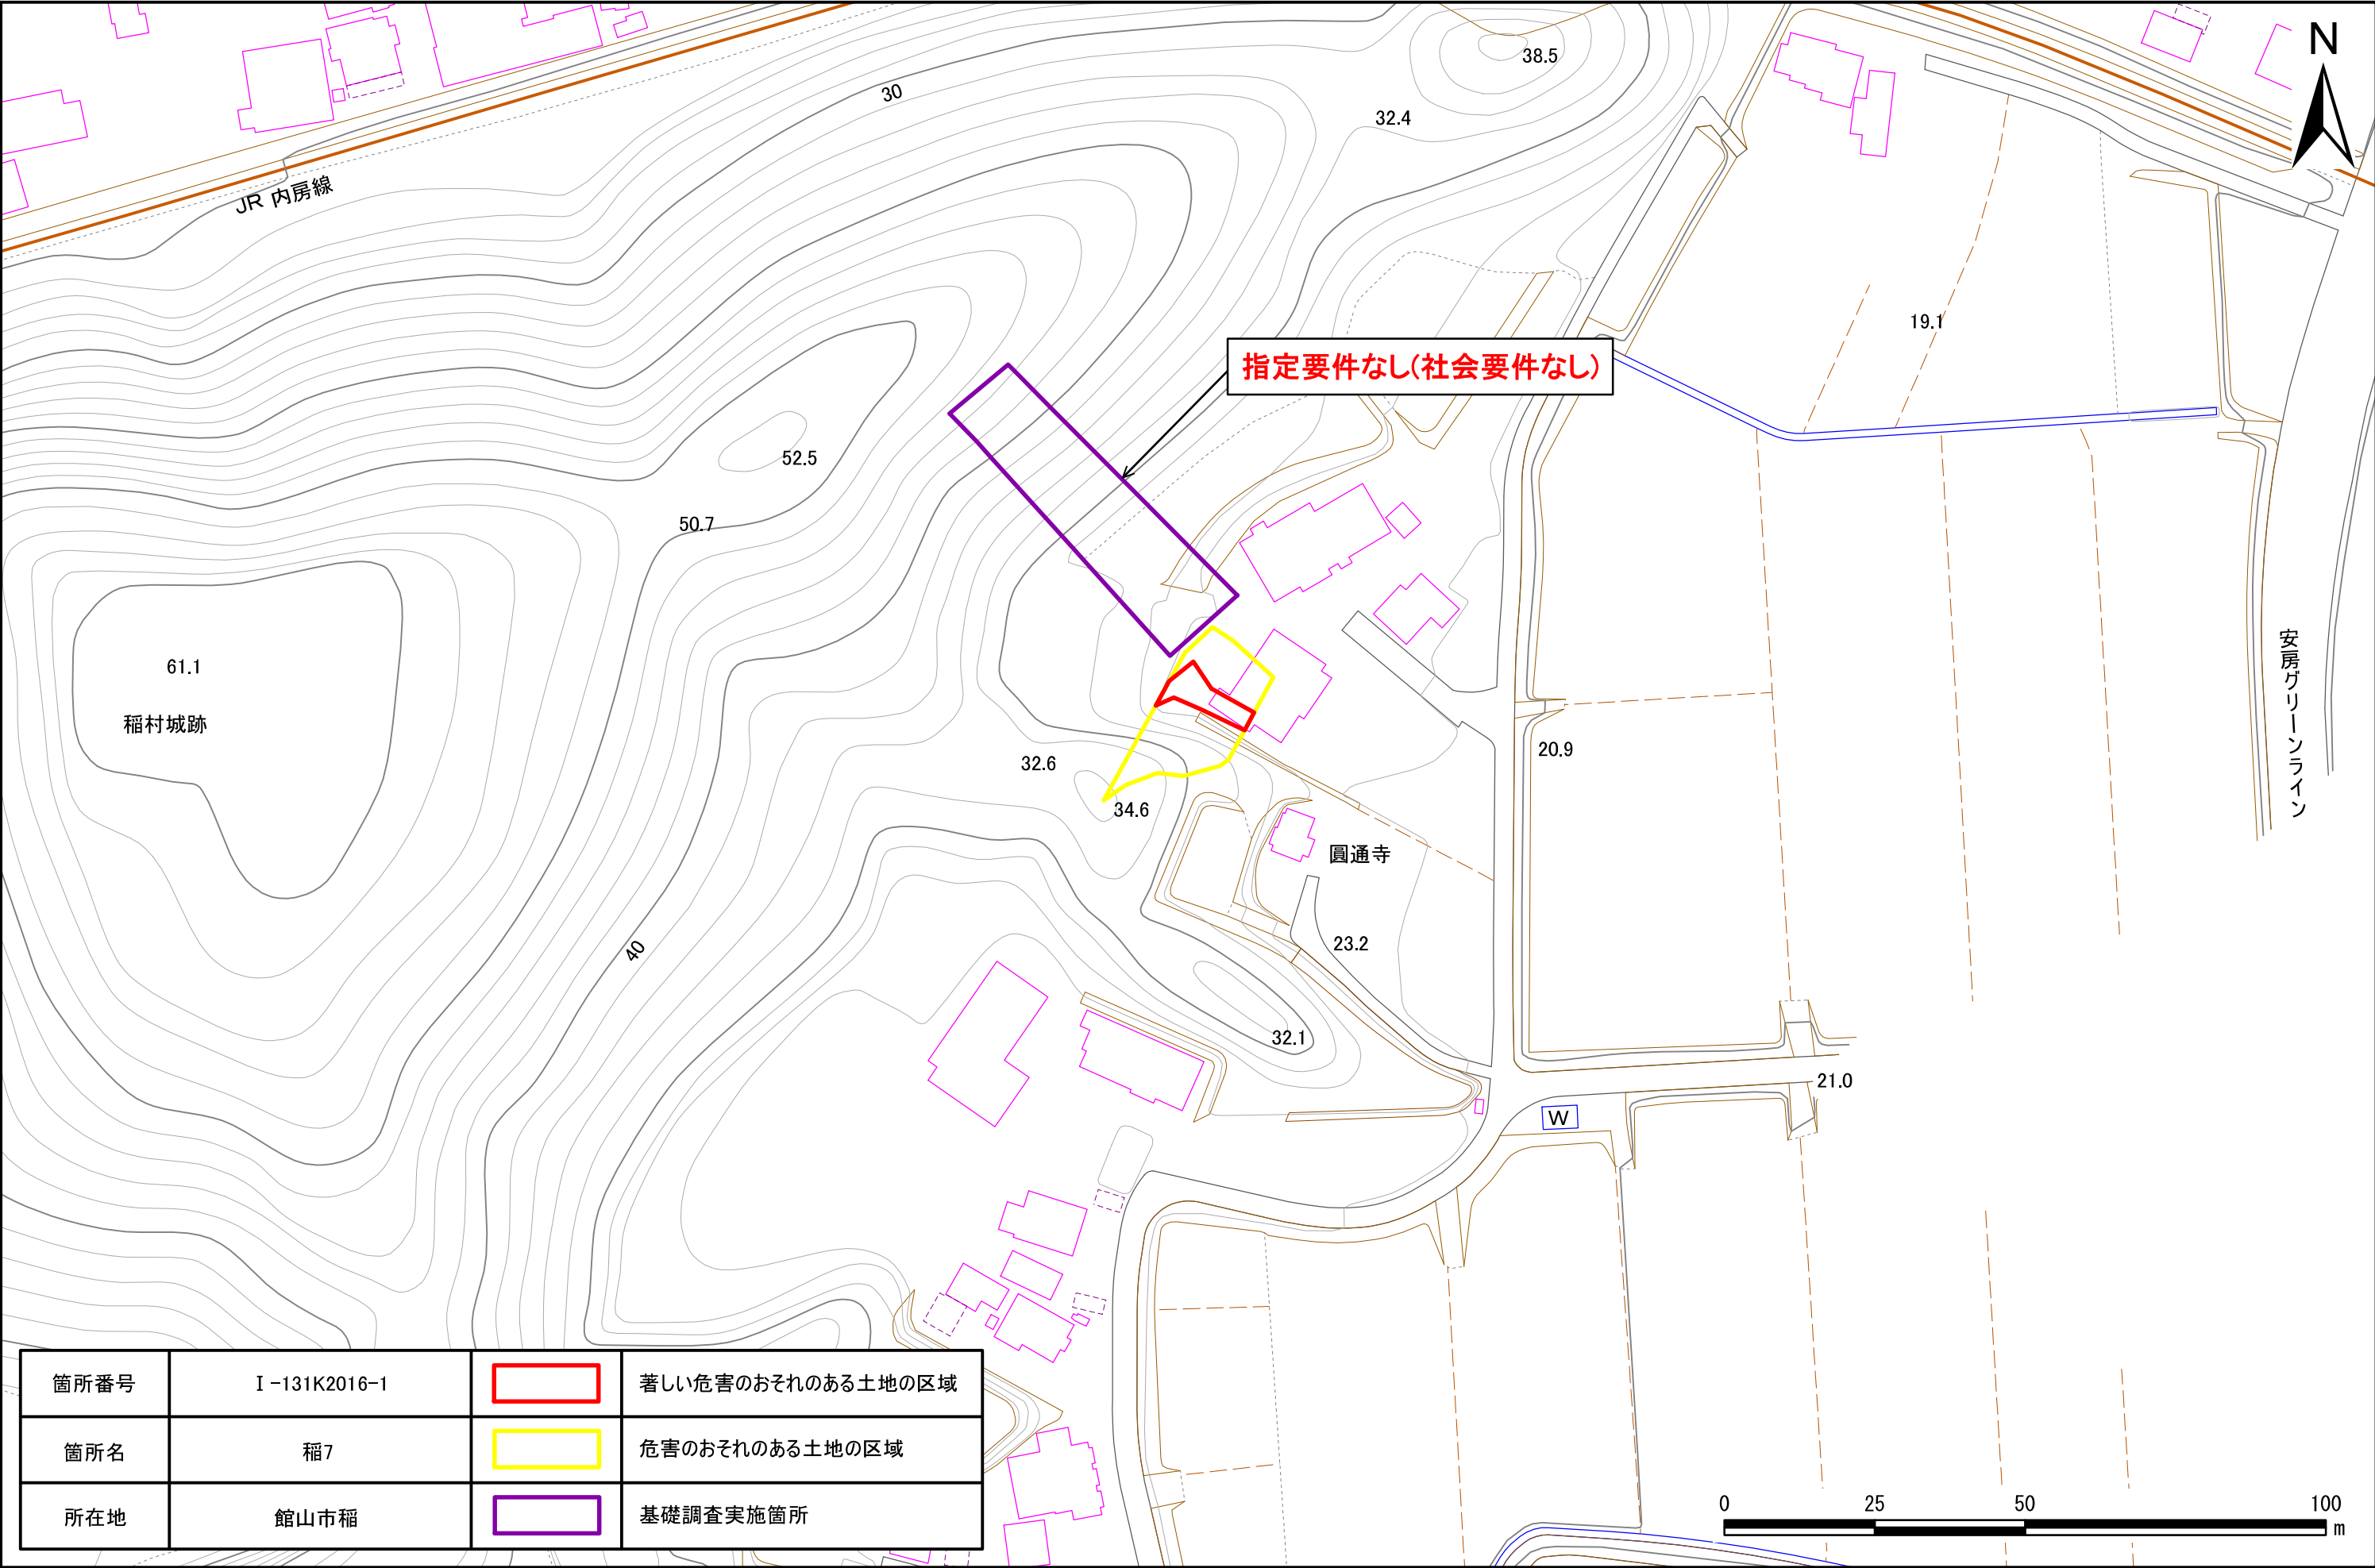 N
38.5
30
32.4
JR 内房線
19.1
指定要件なし(社会要件なし)
52.5
50.7
61.1
稲村城跡
安房グリーンライン
20.9
32.6
34.6
圓通寺
23.2
40
32.1
21.0
W
箇所番号 Ⅰ-131K2016-1 著しい危害のおそれのある土地の区域
箇所名 稲7 危害のおそれのある土地の区域
所在地 館山市稲 基礎調査実施箇所
0 25 50 100
m